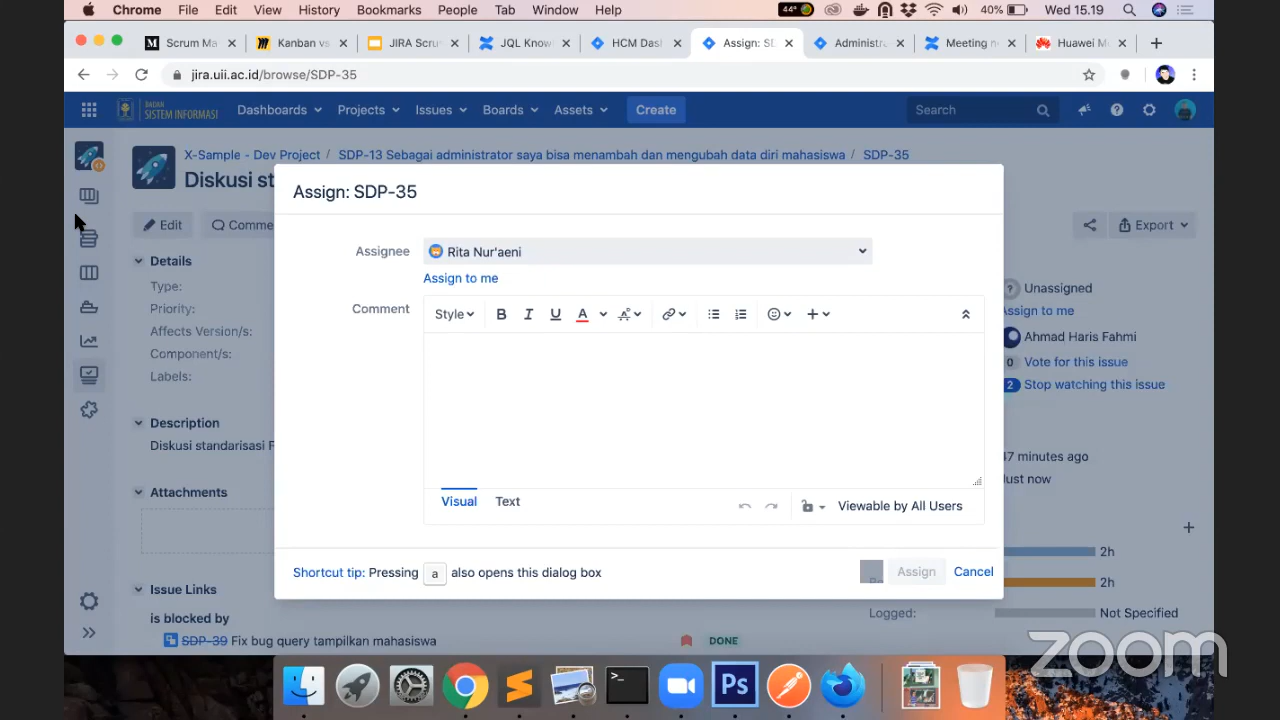 Chrome File Edit View History Bookmarks People Tab Window Help 44° 40% Wed 15.19
Scrum Ma Kanban vs JIRA Scru JQL Know HCM Das Assign: SD Administra Meeting n Huawei M
jira.uii.ac.id/browse/SDP-35
BADAN
SISTEM INFORMASI
Dashboards Projects Issues Boards Assets Create Search
X-Sample - Dev Project / SDP-13 Sebagai administrator saya bisa menambah dan mengubah data diri mahasiswa / SDP-35
Diskusi st
Edit Comme Export
Assign: SDP-35
Assignee Rita Nur'aeni
Assign to me
Comment Style B I U A
Visual Text Viewable by All Users
Shortcut tip: Pressing a also opens this dialog box Assign Cancel
Details
Type:
Priority:
Affects Version/s:
Component/s:
Labels:
Description
Diskusi standarisasi
Attachments
Issue Links
is blocked by
SDP-39 Fix bug query tampilkan mahasiswa DONE
Unassigned
Assign to me
Ahmad Haris Fahmi
0 Vote for this issue
2 Stop watching this issue
47 minutes ago
Just now
2h
2h
Logged: Not Specified
Ps
zoom